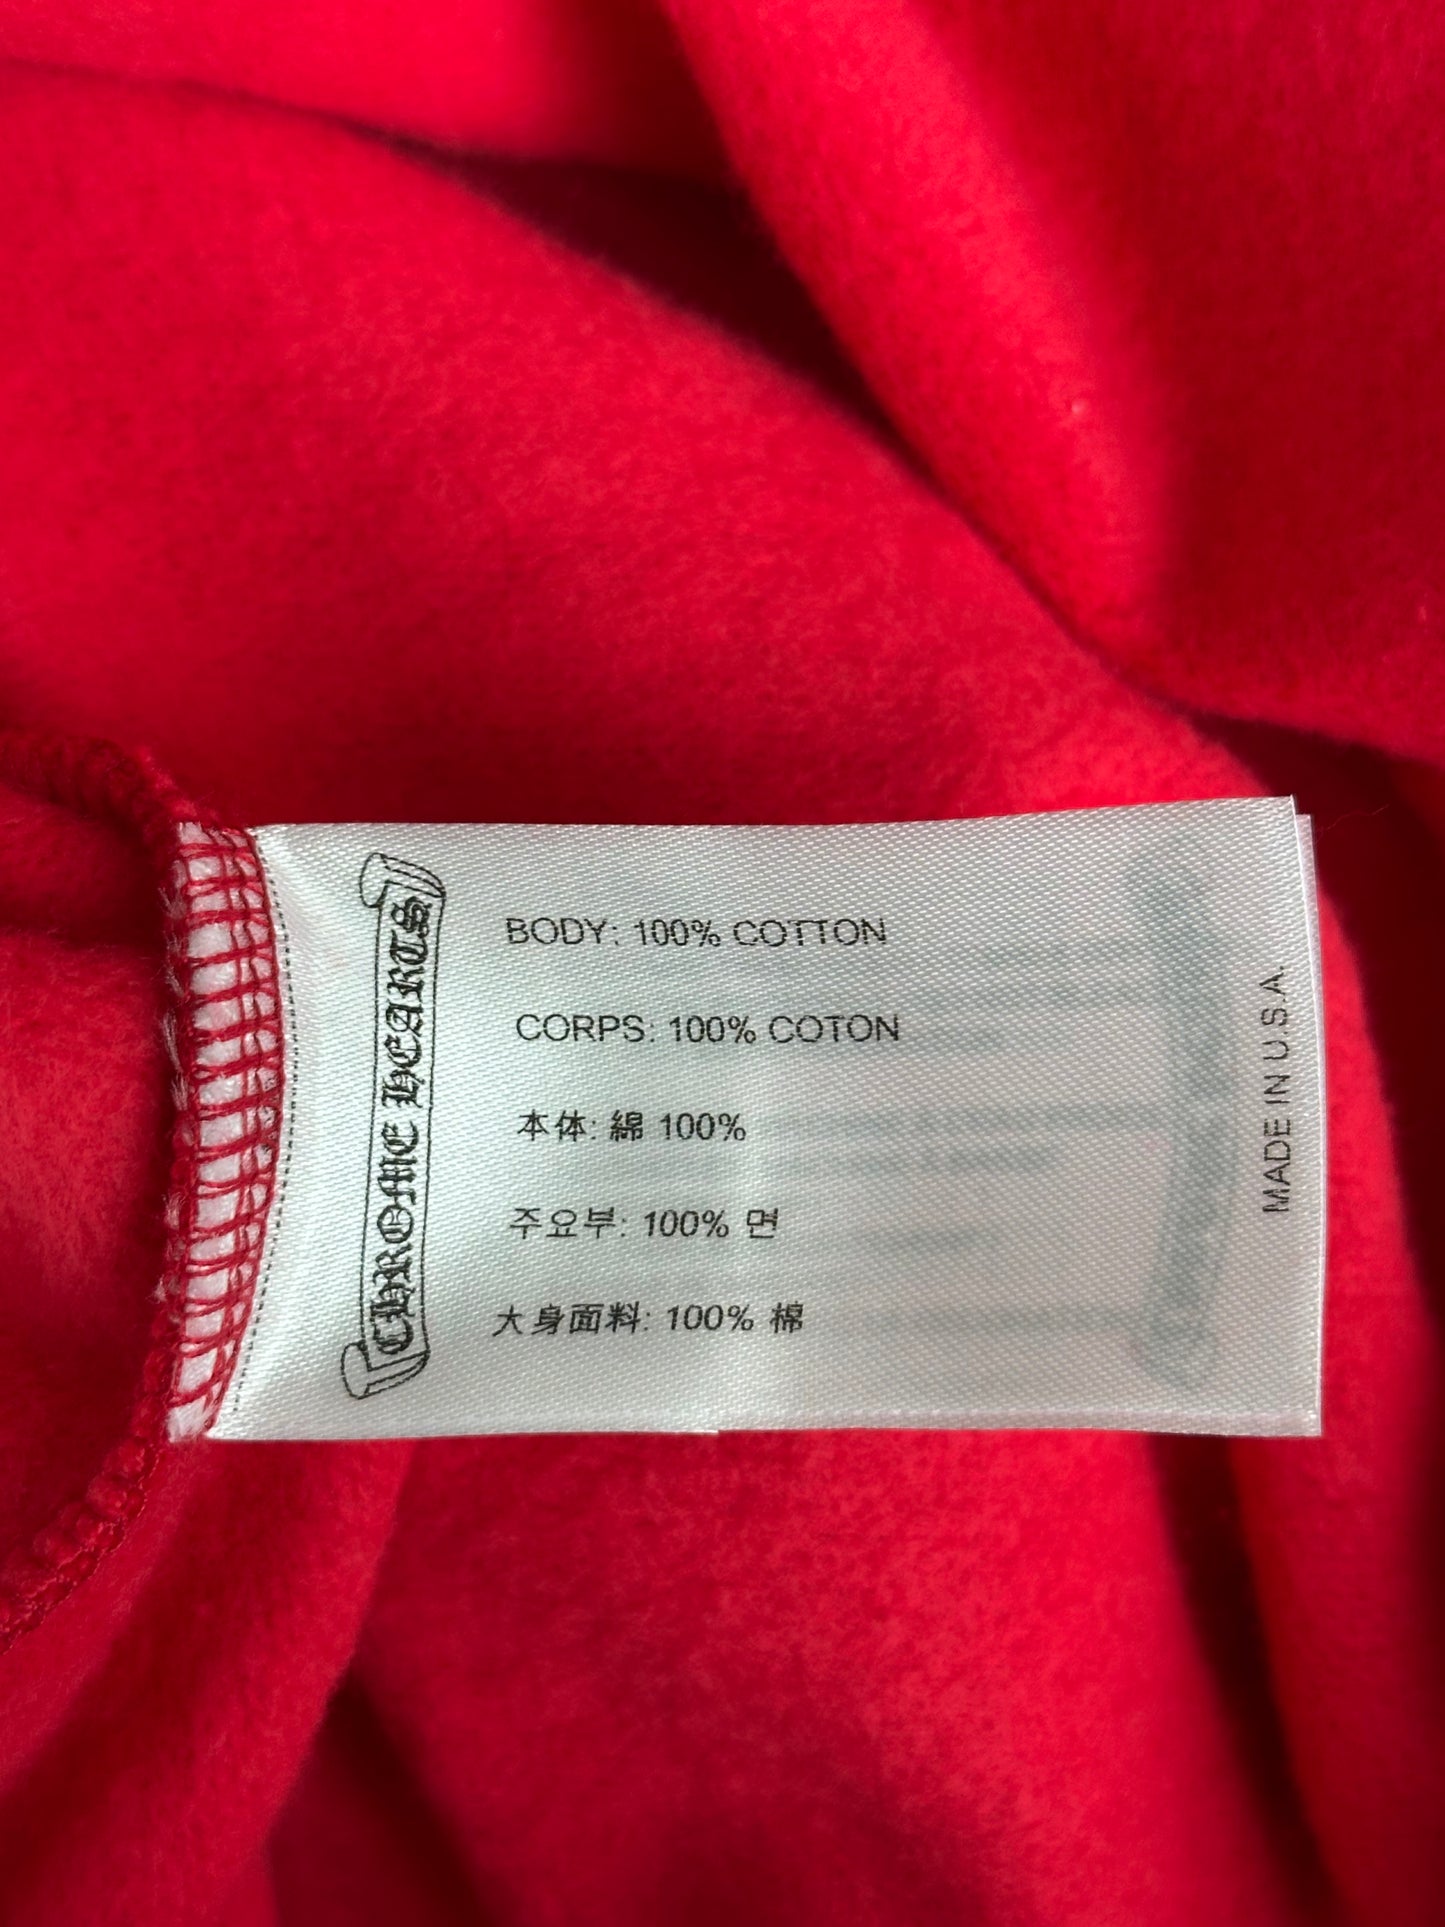 CHROME HEARTS
BODY: 100% COTTON
CORPS: 100% COTON
本体: 綿 100%
주요부: 100% 면
大身面料: 100% 棉
MADE IN U.S.A.